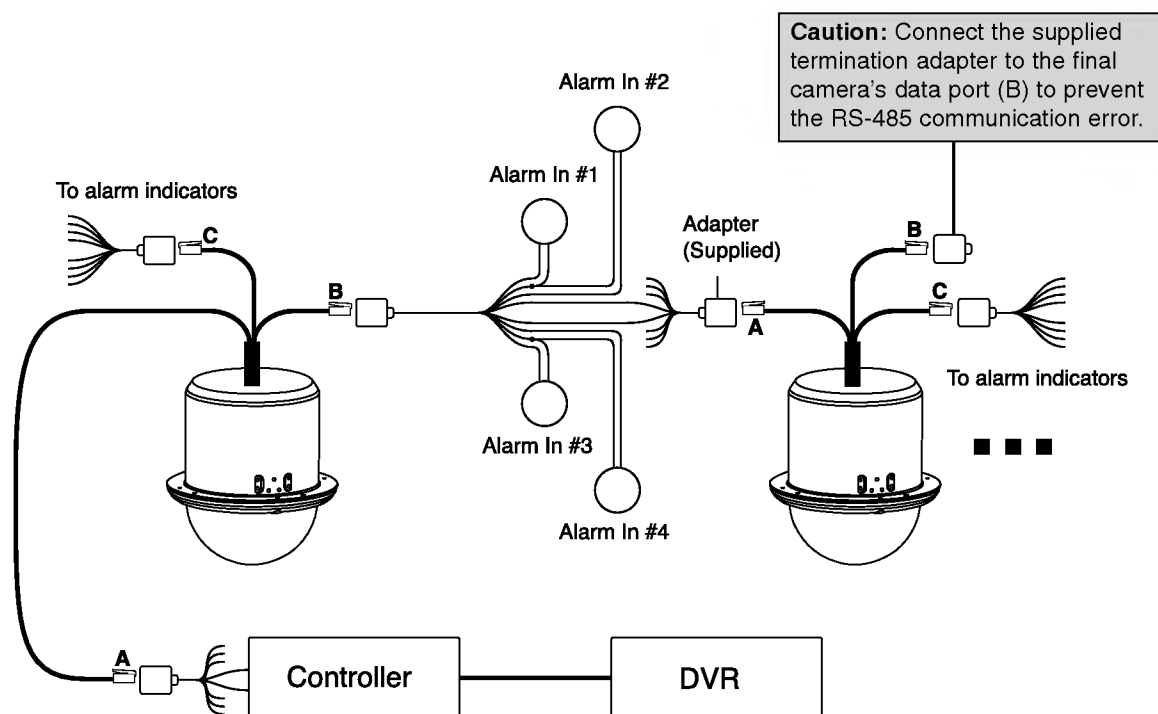 Caution: Connect the supplied
termination adapter to the final
camera's data port (B) to prevent
the RS-485 communication error.
Alarm In #2
Alarm In #1
To alarm indicators
C
Adapter
(Supplied)
B
B
C
A
To alarm indicators
Alarm In #3
Alarm In #4
A
Controller
DVR